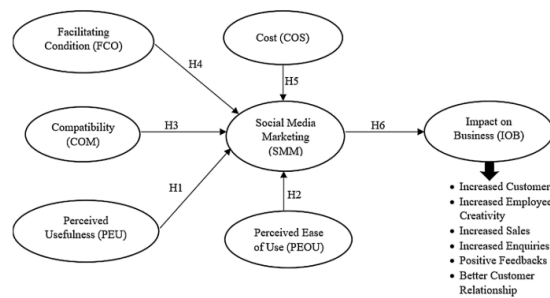 Facilitating
Condition (FCO)
Cost (COS)
H4
H5
Compatibility
(COM)
H3
Social Media
Marketing
(SMM)
H6
Impact on
Business (IOB)
H1
H2
Perceived
Usefulness (PEU)
Perceived Ease
of Use (PEOU)
• Increased Customer
• Increased Employee
Creativity
• Increased Sales
• Increased Enquiries
• Positive Feedbacks
• Better Customer
Relationship